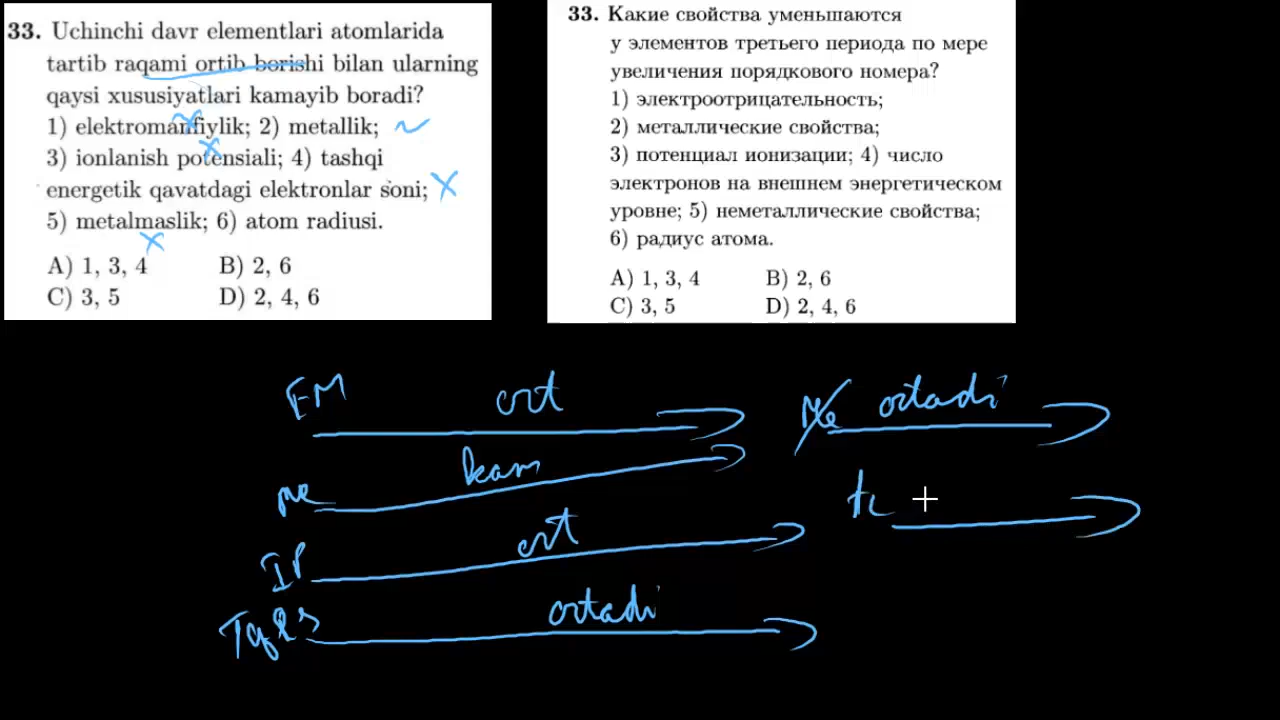 33. Uchinchi davr elementlari atomlarida
tartib raqami ortib borishi bilan ularning
qaysi xususiyatlari kamayib boradi?
1) elektromanfiylik; 2) metallik;
3) ionlanish potensiali; 4) tashqi
energetik qavatdagi elektronlar soni;
5) metalmaslik; 6) atom radiusi.
A) 1, 3, 4 B) 2, 6
C) 3, 5 D) 2, 4, 6
33. Какие свойства уменьшаются
у элементов третьего периода по мере
увеличения порядкового номера?
1) электроотрицательность;
2) металлические свойства;
3) потенциал ионизации; 4) число
электронов на внешнем энергетическом
уровне; 5) неметаллические свойства;
6) радиус атома.
A) 1, 3, 4 B) 2, 6
C) 3, 5 D) 2, 4, 6
EM ort
Me ortadi
me kam
IP ort
ortadi